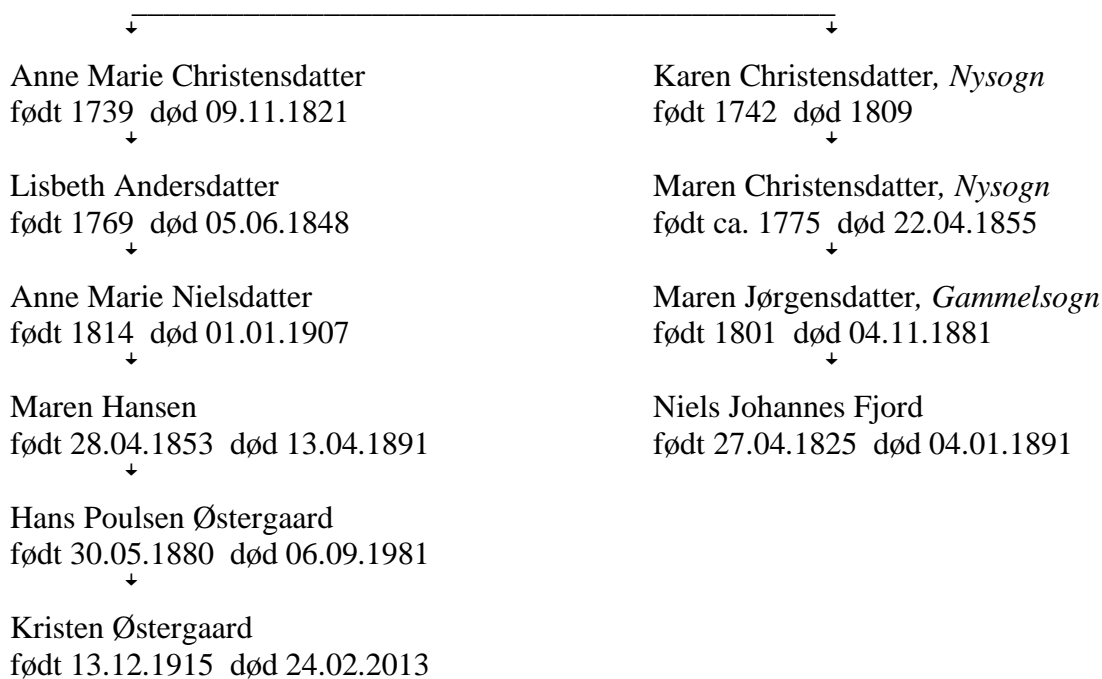 Anne Marie Christensdatter
født 1739 død 09.11.1821
Lisbeth Andersdatter
født 1769 død 05.06.1848
Anne Marie Nielsdatter
født 1814 død 01.01.1907
Maren Hansen
født 28.04.1853 død 13.04.1891
Hans Poulsen Østergaard
født 30.05.1880 død 06.09.1981
Kristen Østergaard
født 13.12.1915 død 24.02.2013
Karen Christensdatter, Nysogn
født 1742 død 1809
Maren Christensdatter, Nysogn
født ca. 1775 død 22.04.1855
Maren Jørgensdatter, Gammelsogn
født 1801 død 04.11.1881
Niels Johannes Fjord
født 27.04.1825 død 04.01.1891